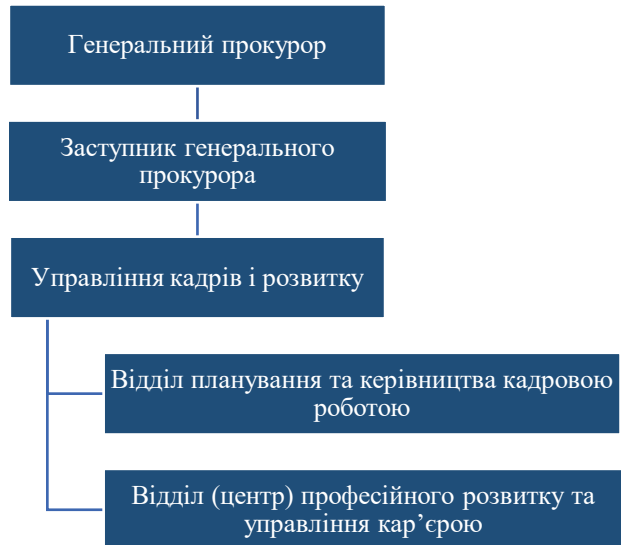 Генеральний прокурор
Заступник генерального
прокурора
Управління кадрів і розвитку
Відділ планування та керівництва кадровою
роботою
Відділ (центр) професійного розвитку та
управління кар’єрою